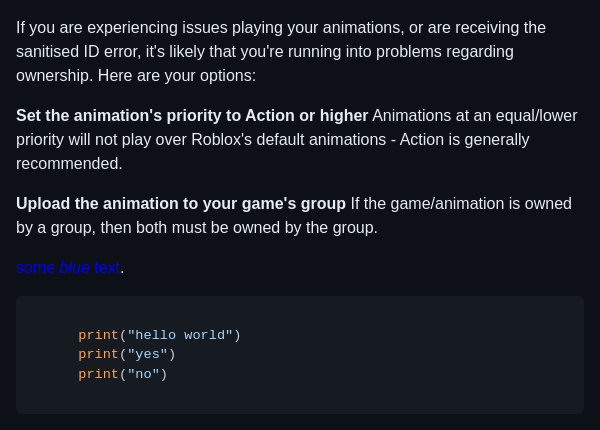 If you are experiencing issues playing your animations, or are receiving the
sanitised ID error, it's likely that you're running into problems regarding
ownership. Here are your options:
Set the animation's priority to Action or higher Animations at an equal/lower
priority will not play over Roblox's default animations - Action is generally
recommended.
Upload the animation to your game's group If the game/animation is owned
by a group, then both must be owned by the group.
some blue text.
print("hello world")
print("yes")
print("no")